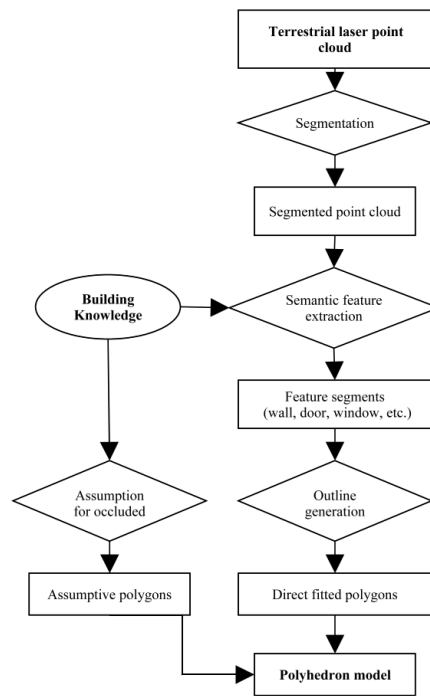 Terrestrial laser point
cloud
Segmentation
Segmented point cloud
Building
Knowledge
Semantic feature
extraction
Feature segments
(wall, door, window, etc.)
Assumption
for occluded
Outline
generation
Assumptive polygons
Direct fitted polygons
Polyhedron model